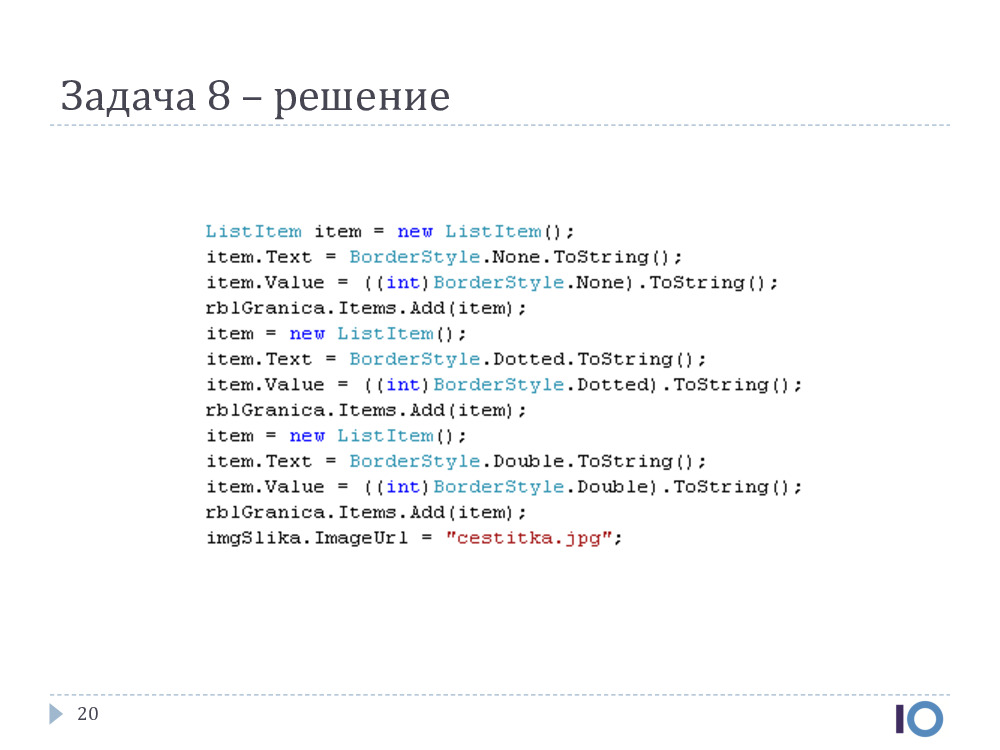 Задача 8 – решение
ListItem item = new ListItem();
item.Text = BorderStyle.None.ToString();
item.Value = ((int)BorderStyle.None).ToString();
rblGranica.Items.Add(item);
item = new ListItem();
item.Text = BorderStyle.Dotted.ToString();
item.Value = ((int)BorderStyle.Dotted).ToString();
rblGranica.Items.Add(item);
item = new ListItem();
item.Text = BorderStyle.Double.ToString();
item.Value = ((int)BorderStyle.Double).ToString();
rblGranica.Items.Add(item);
imgSlika.ImageUrl = "cestitka.jpg";
20